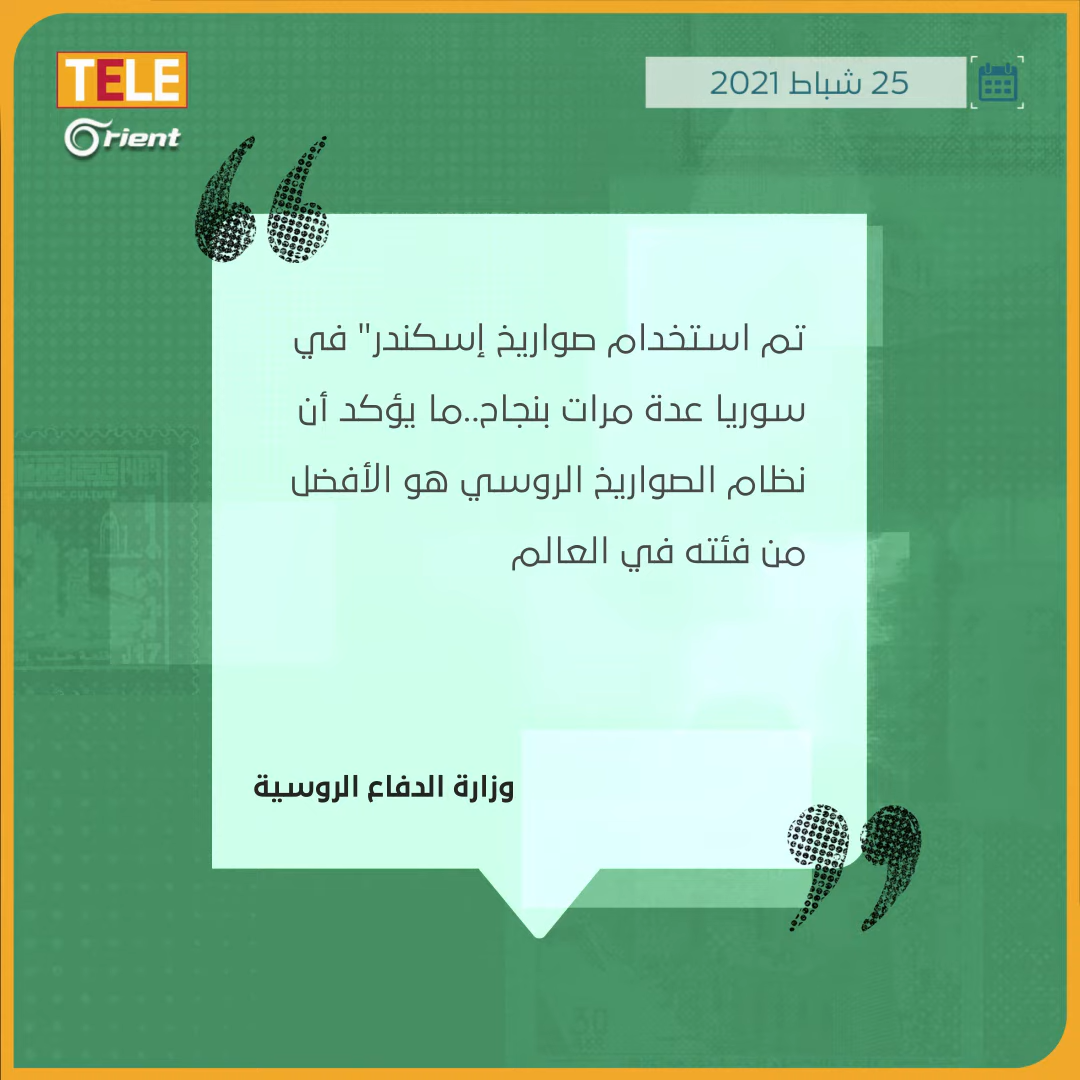 TELE
Orient
25 شباط 2021
تم استخدام صواريخ إسكندر" في
سوريا عدة مرات بنجاح..ما يؤكد أن
نظام الصواريخ الروسي هو الأفضل
من فئته في العالم
وزارة الدفاع الروسية
30